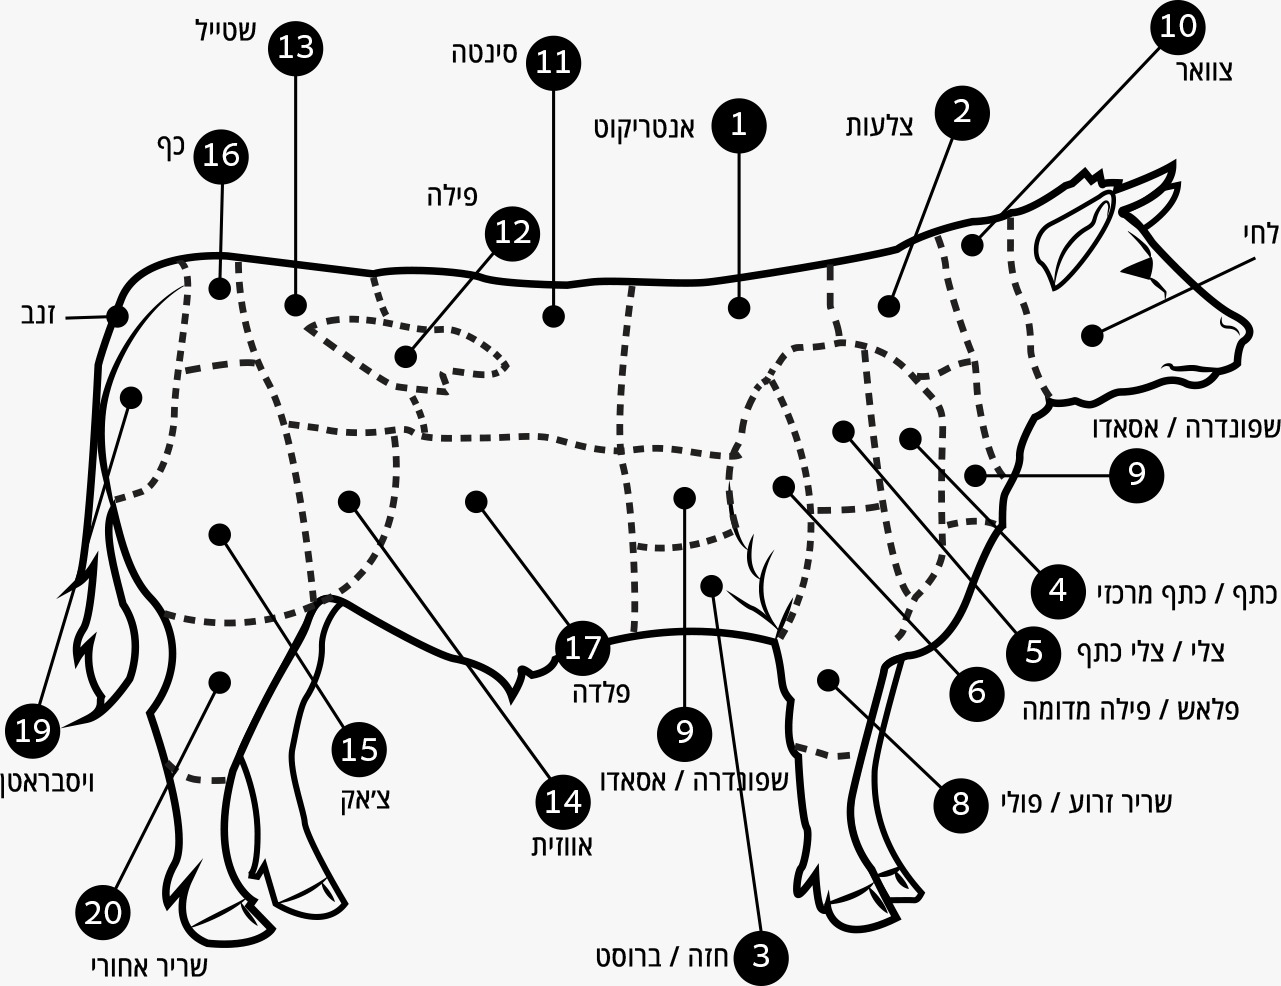 10
צוואר
שטייל
13
סינטה
11
אנטריקוט
1
צלעות
2
כף
16
פילה
12
לחי
זנב
שפונדרה / אסאדו
9
4
כתף / כתף מרכזי
5
צלי / צלי כתף
6
פלאש / פילה מדומה
17
פלדה
19
ויסבראטן
15
צ'אק
9
שפונדרה / אסאדו
14
אווזית
8
שריר זרוע / פולי
20
שריר אחורי
3
חזה / ברוסט